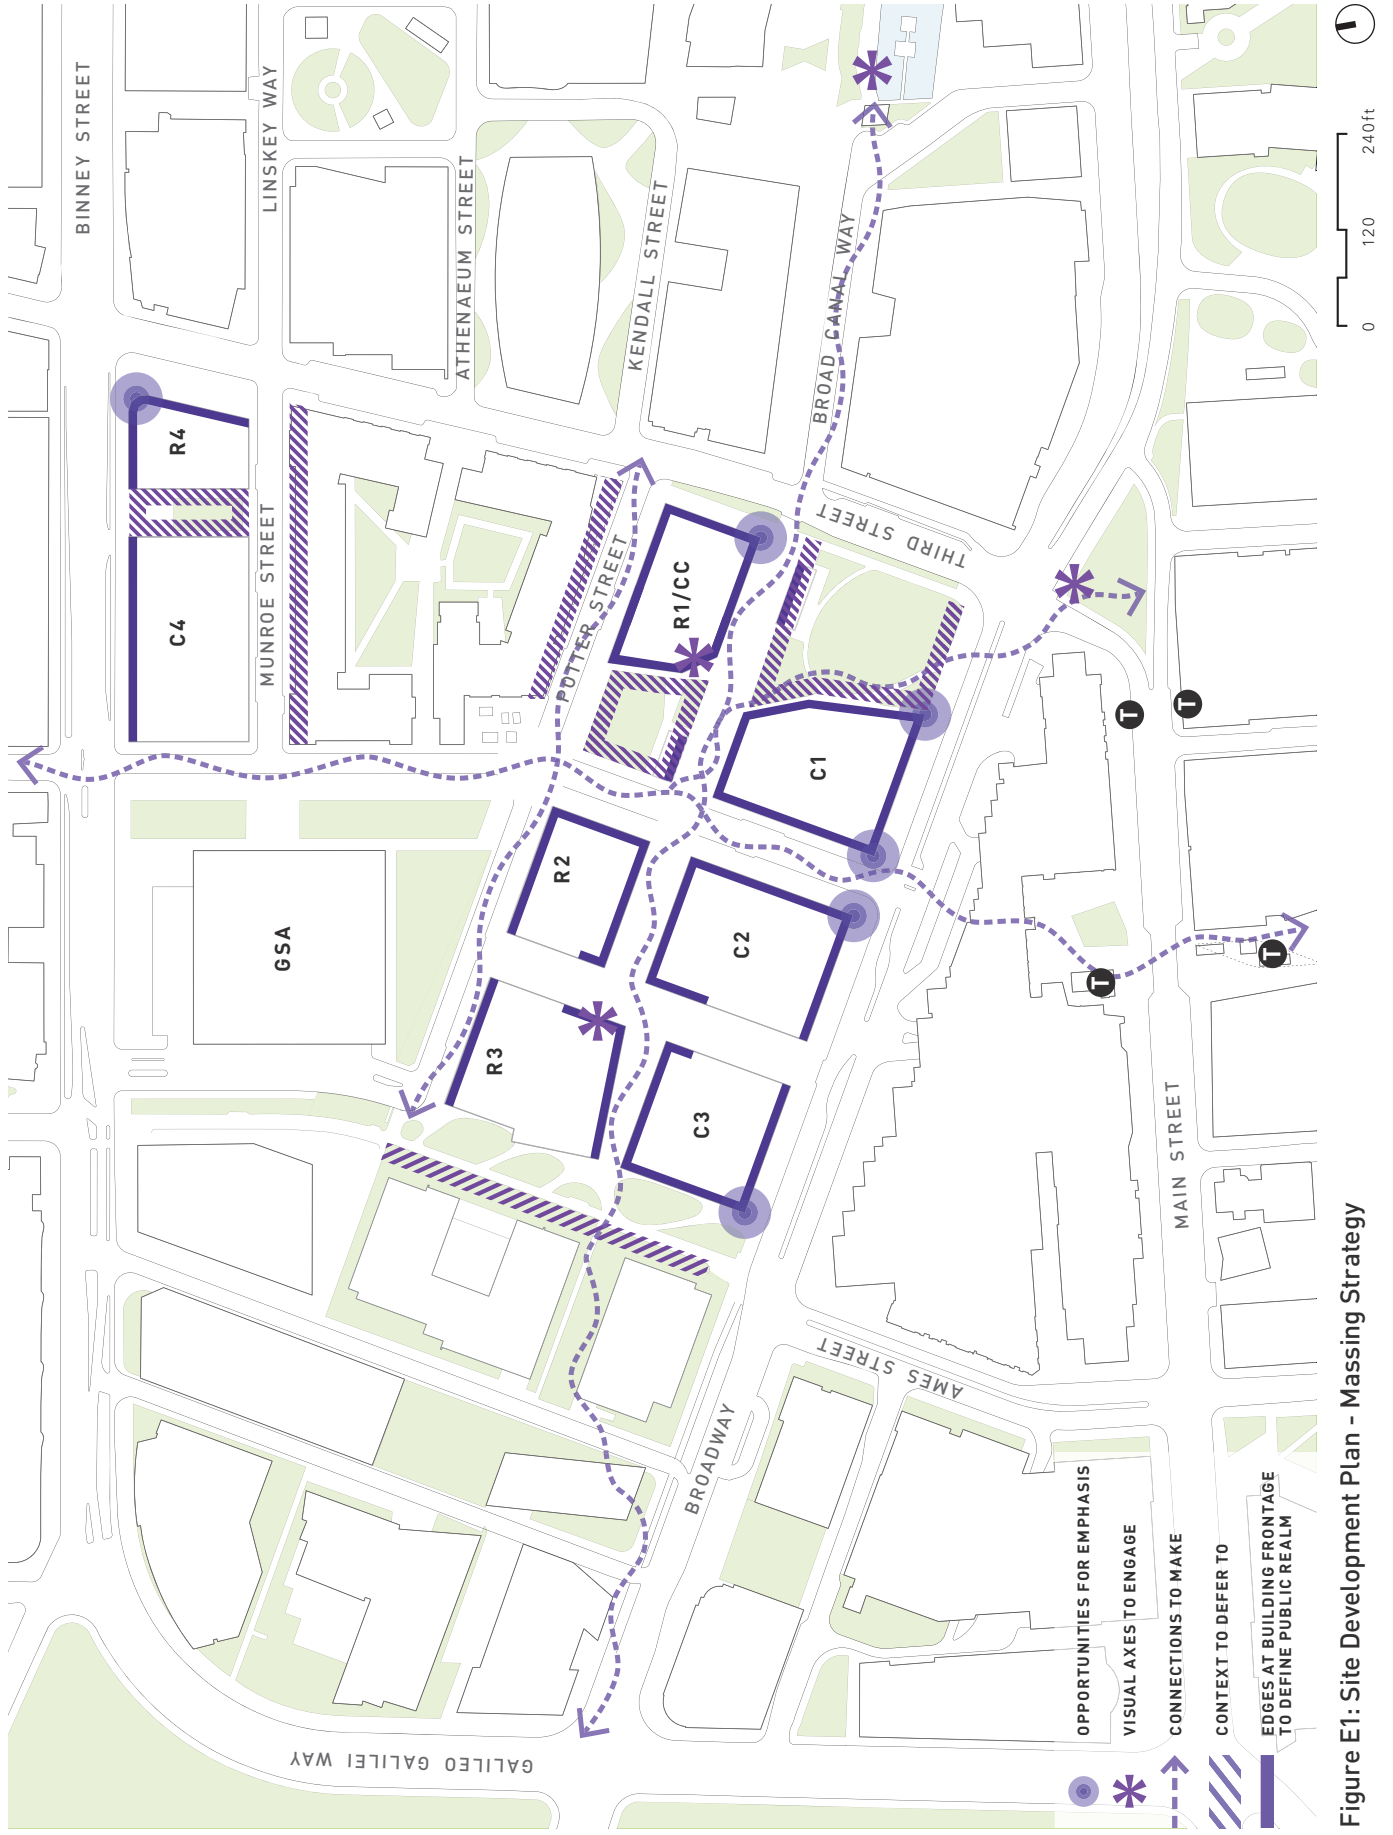 BINNEY STREET
LINSKEY WAY
ATHENAEUM STREET
KENDALL STREET
BROAD CANAL WAY
THIRD STREET
POTTER STREET
MUNROE STREET
R4
C4
R1/CC
C1
GSA
R2
C2
R3
C3
T
T
T
T
MAIN STREET
AMES STREET
BROADWAY
GALILEO GALILEI WAY
OPPORTUNITIES FOR EMPHASIS
VISUAL AXES TO ENGAGE
CONNECTIONS TO MAKE
CONTEXT TO DEFER TO
EDGES AT BUILDING FRONTAGE
TO DEFINE PUBLIC REALM
0 120 240ft
Figure E1: Site Development Plan - Massing Strategy